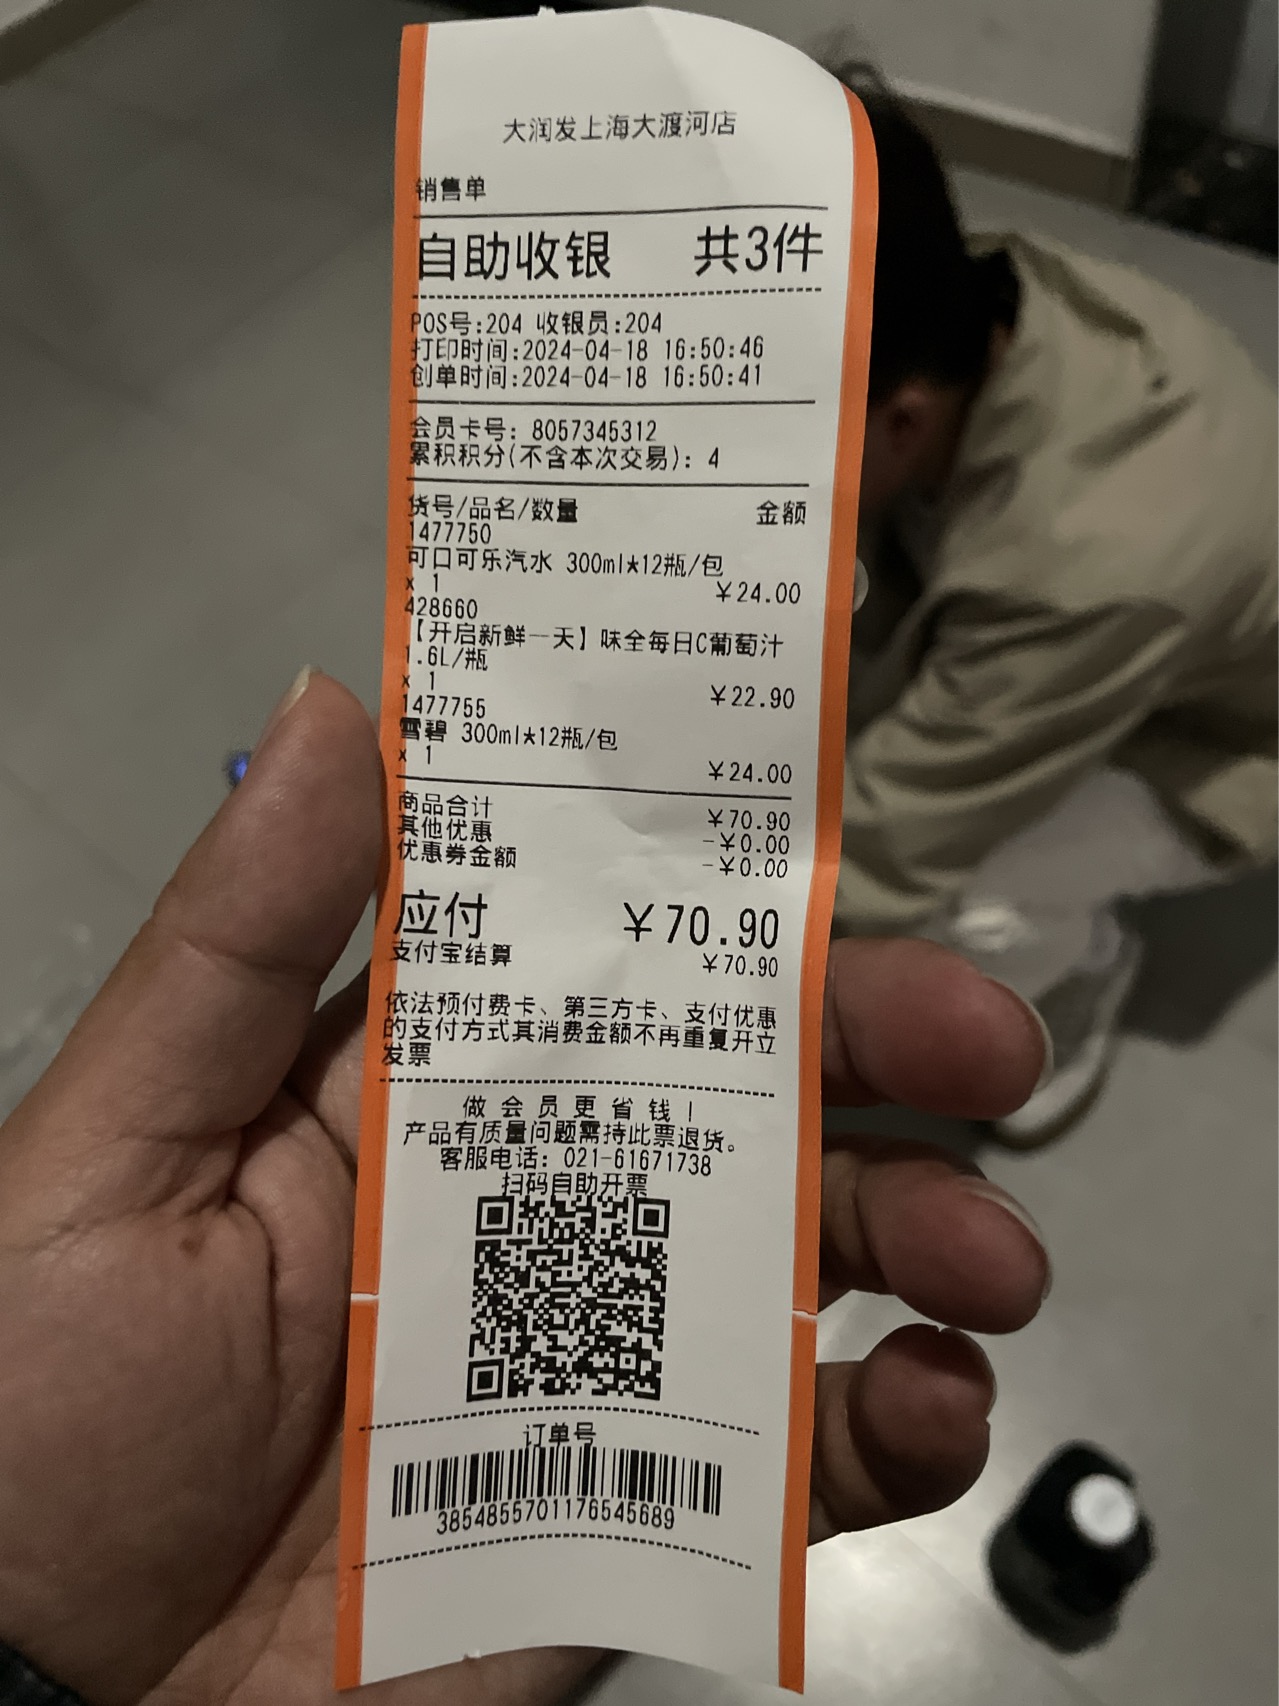 大润发上海大渡河店
销售单
自助收银 共3件
POS号:204 收银员:204
打印时间:2024-04-18 16:50:46
创单时间:2024-04-18 16:50:41
会员卡号: 8057345312
累积积分(不含本次交易): 4
货号/品名/数量 金额
1477750
可口可乐汽水 300ml*12瓶/包
x 1 ¥24.00
428660
【开启新鲜一天】味全每日C葡萄汁
1.6L/瓶
x 1 ¥22.90
1477755
雪碧 300ml*12瓶/包
x 1 ¥24.00
商品合计 ¥70.90
其他优惠 -¥0.00
优惠券金额 -¥0.00
应付 ¥70.90
支付宝结算 ¥70.90
依法预付费卡、第三方卡、支付优惠
的支付方式其消费金额不再重复开立
发票
做会员更省钱!
产品有质量问题需持此票退货。
客服电话: 021-61671738
扫码自助开票
订单号
3854855701176545689